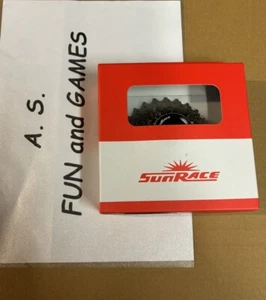 A. S.
FUN and GAMES
SUNRACE